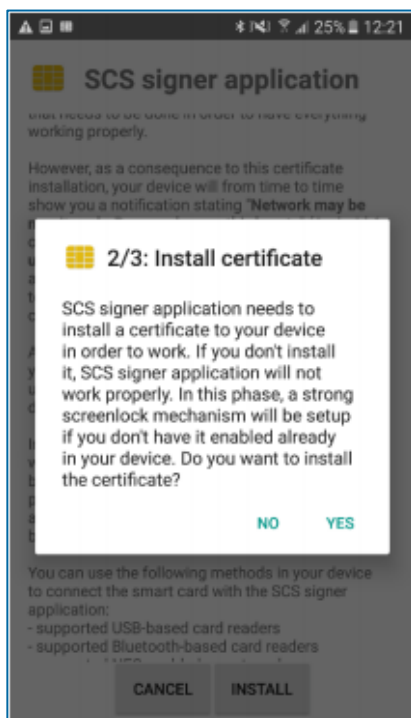 25% 12:21
SCS signer application
that needs to be done in order to have everything
working properly.
However, as a consequence to this certificate
installation, your device will from time to time
show you a notification stating "Network may be
2/3: Install certificate
SCS signer application needs to
install a certificate to your device
in order to work. If you don't install
it, SCS signer application will not
work properly. In this phase, a strong
screenlock mechanism will be setup
if you don't have it enabled already
in your device. Do you want to install
the certificate?
NO YES
You can use the following methods in your device
to connect the smart card with the SCS signer
application:
- supported USB-based card readers
- supported Bluetooth-based card readers
CANCEL INSTALL